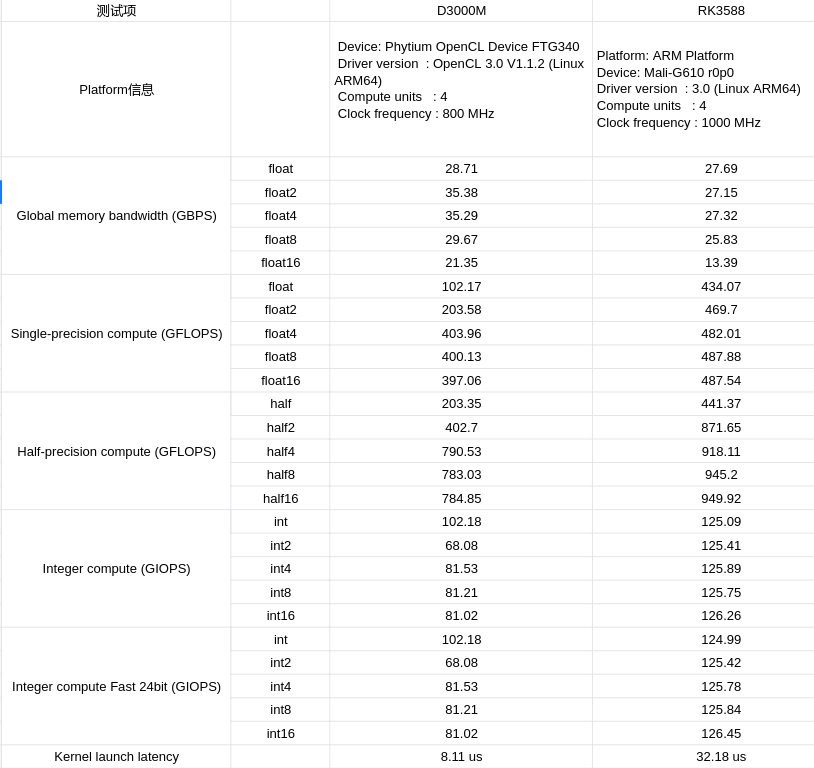 测试项 D3000M RK3588
Platform信息
Device: Phytium OpenCL Device FTG340
Driver version : OpenCL 3.0 V1.1.2 (Linux
ARM64)
Compute units : 4
Clock frequency : 800 MHz
Platform: ARM Platform
Device: Mali-G610 r0p0
Driver version : 3.0 (Linux ARM64)
Compute units : 4
Clock frequency : 1000 MHz
Global memory bandwidth (GBPS)
float 28.71 27.69
float2 35.38 27.15
float4 35.29 27.32
float8 29.67 25.83
float16 21.35 13.39
Single-precision compute (GFLOPS)
float 102.17 434.07
float2 203.58 469.7
float4 403.96 482.01
float8 400.13 487.88
float16 397.06 487.54
Half-precision compute (GFLOPS)
half 203.35 441.37
half2 402.7 871.65
half4 790.53 918.11
half8 783.03 945.2
half16 784.85 949.92
Integer compute (GIOPS)
int 102.18 125.09
int2 68.08 125.41
int4 81.53 125.89
int8 81.21 125.75
int16 81.02 126.26
Integer compute Fast 24bit (GIOPS)
int 102.18 124.99
int2 68.08 125.42
int4 81.53 125.78
int8 81.21 125.84
int16 81.02 126.45
Kernel launch latency 8.11 us 32.18 us